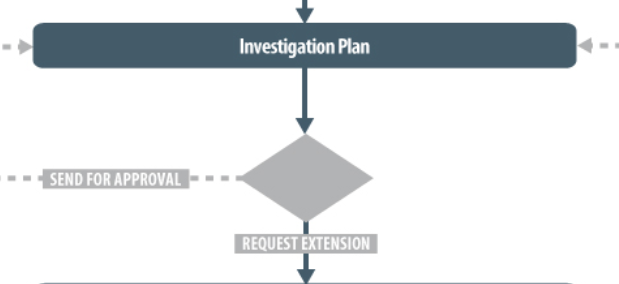 Investigation Plan
SEND FOR APPROVAL
REQUEST EXTENSION